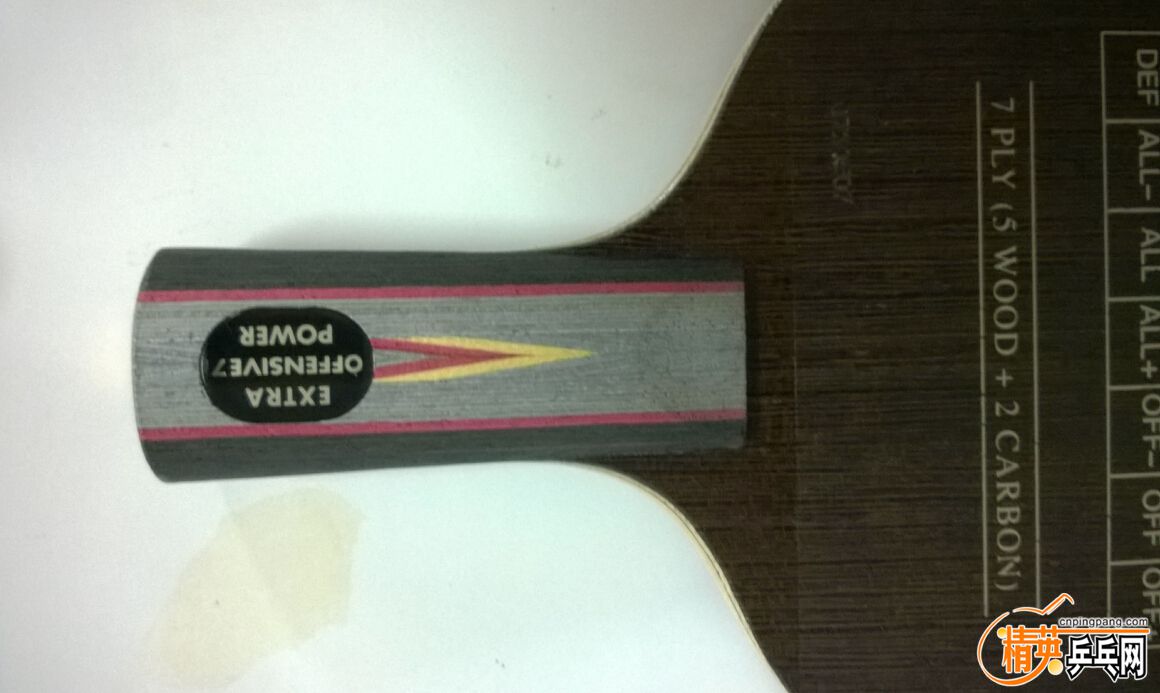 EXTRA
OFFENSIVE7
POWER
7 PLY (5 WOOD + 2 CARBON)
DEF ALL– ALL ALL+ OFF– OFF OFF
cnpingpang.com
精英乒乓网